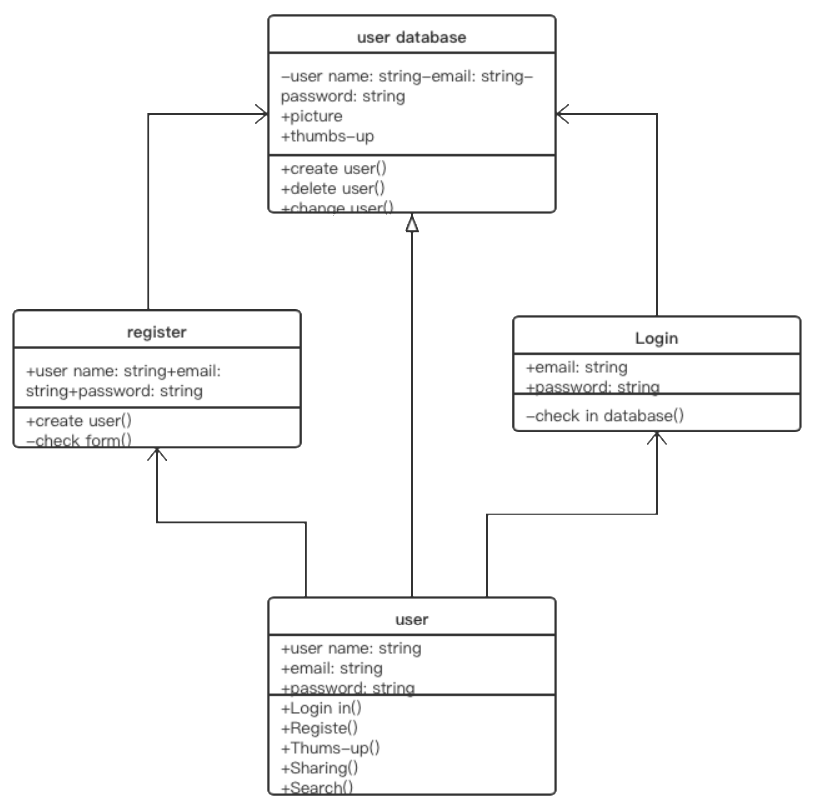 user database
-user name: string-email: string-
password: string
+picture
+thumbs-up
+create user()
+delete user()
+change user()
register
+user name: string+email:
string+password: string
+create user()
-check form()
Login
+email: string
+password: string
-check in database()
user
+user name: string
+email: string
+password: string
+Login in()
+Registe()
+Thums-up()
+Sharing()
+Search()